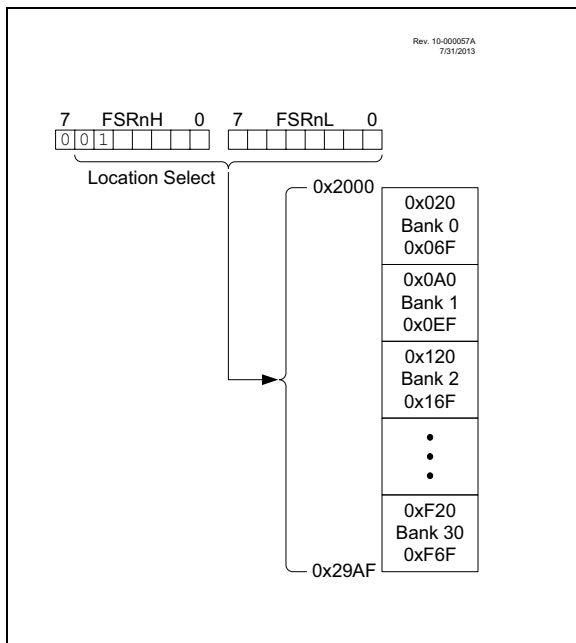 Rev. 10-000057A
7/31/2013
7 FSRnH 0 7 FSRnL 0
0 0 1
Location Select
0x2000
0x020
Bank 0
0x06F
0x0A0
Bank 1
0x0EF
0x120
Bank 2
0x16F
0xF20
Bank 30
0xF6F
0x29AF